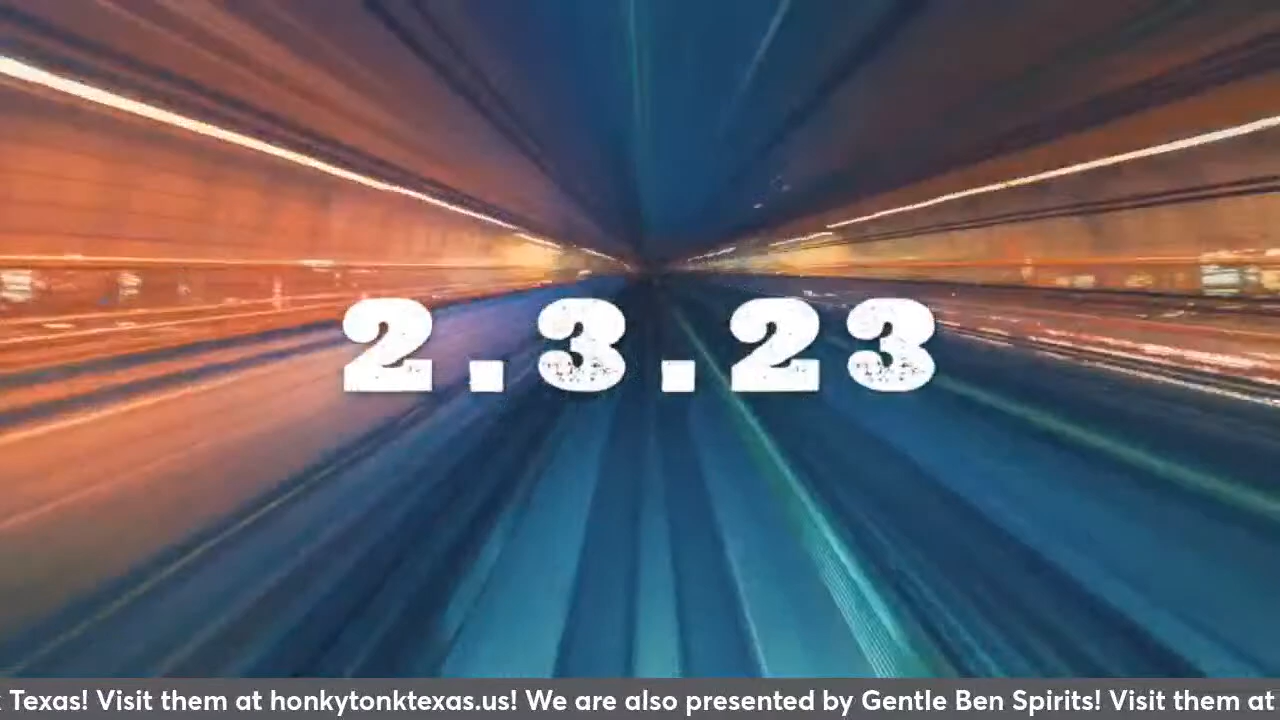 2.3.23
Texas! Visit them at honkytonktexas.us! We are also presented by Gentle Ben Spirits! Visit them at